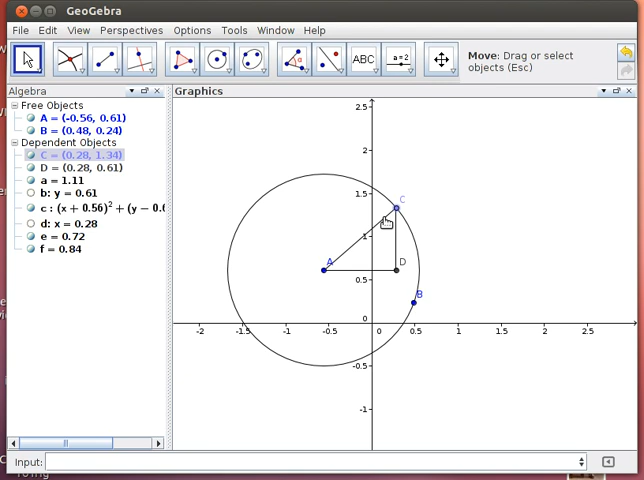 GeoGebra
File Edit View Perspectives Options Tools Window Help
ABC a=2 Move: Drag or select
objects (Esc)
Algebra
Graphics
Free Objects
A = (-0.56, 0.61)
B = (0.48, 0.24)
Dependent Objects
C = (0.28, 1.34)
D = (0.28, 0.61)
a = 1.11
b: y = 0.61
c : (x + 0.56)² + (y - 0.6
d: x = 0.28
e = 0.72
f = 0.84
2.5
2
1.5
C
1
A
D
0.5
B
0
-2 -1.5 -1 -0.5 0 0.5 1 1.5 2 2.5
-0.5
-1
Input: